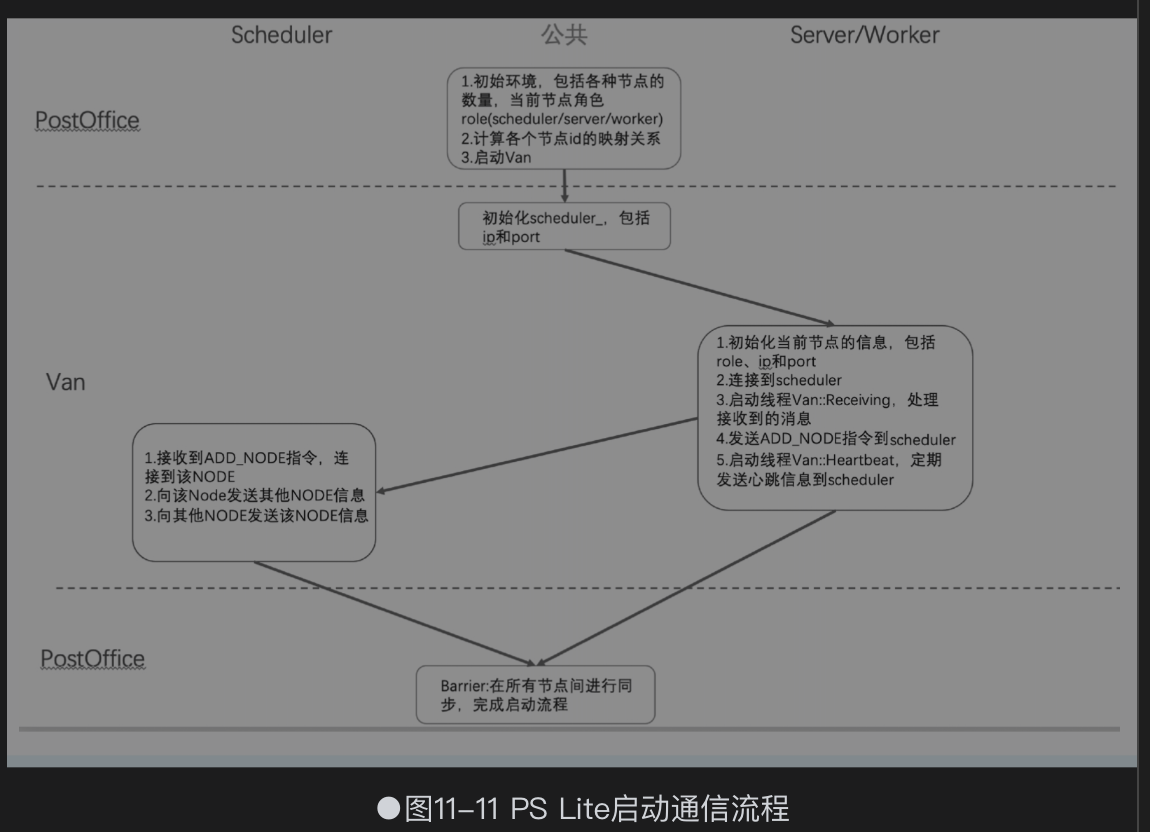 Scheduler
公共
Server/Worker
PostOffice
1.初始环境，包括各种节点的
数量，当前节点角色
role(scheduler/server/worker)
2.计算各个节点id的映射关系
3.启动Van
初始化scheduler_，包括
ip和port
Van
1.初始化当前节点的信息，包括
role、ip和port
2.连接到scheduler
3.启动线程Van::Receiving，处理
接收到的消息
4.发送ADD_NODE指令到scheduler
5.启动线程Van::Heartbeat，定期
发送心跳信息到scheduler
1.接收到ADD_NODE指令，连
接到该NODE
2.向该Node发送其他NODE信息
3.向其他NODE发送该NODE信息
PostOffice
Barrier:在所有节点间进行同
步，完成启动流程
●图11-11 PS Lite启动通信流程